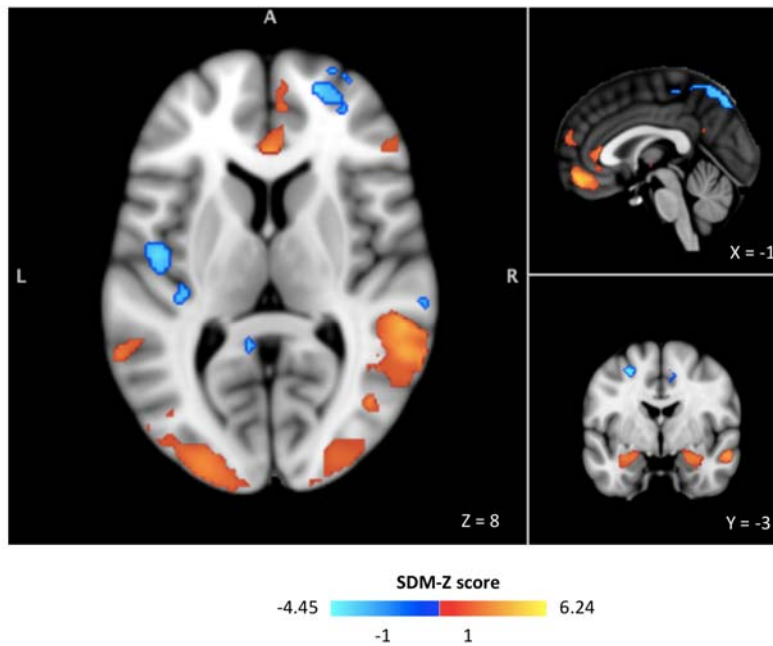 A
L
R
Z = 8
X = -1
Y = -3
SDM-Z score
-4.45
6.24
-1
1